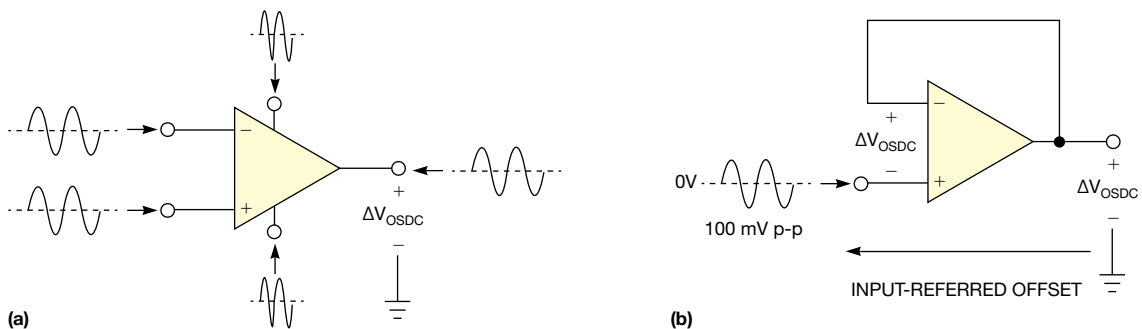 −
+
+
ΔV_OSDC
−
(a)
−
+
ΔV_OSDC
−
+
0V
100 mV p-p
+
ΔV_OSDC
−
INPUT-REFERRED OFFSET
(b)